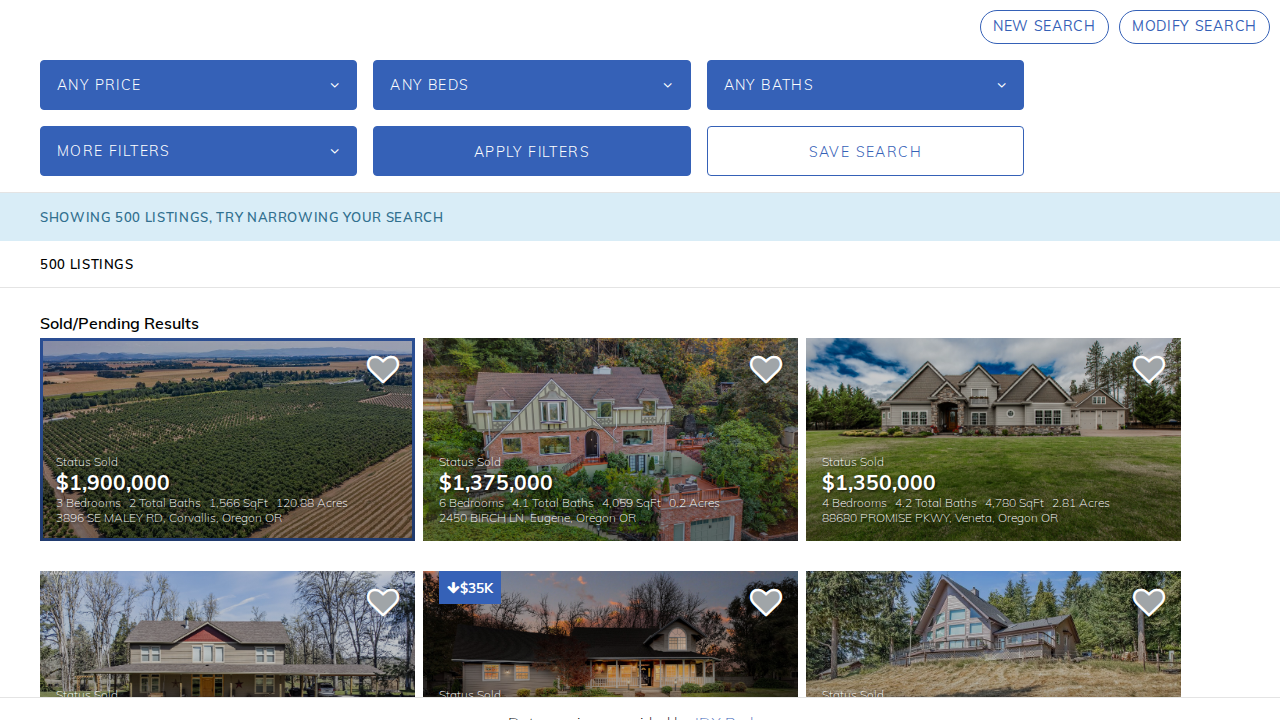 NEW SEARCH
MODIFY SEARCH
ANY PRICE
ANY BEDS
ANY BATHS
MORE FILTERS
APPLY FILTERS
SAVE SEARCH
SHOWING 500 LISTINGS, TRY NARROWING YOUR SEARCH
500 LISTINGS
Sold/Pending Results
Status Sold
$1,900,000
3 Bedrooms 2 Total Baths 1,566 SqFt 120.88 Acres
3896 SE MALEY RD, Corvallis, Oregon OR
Status Sold
$1,375,000
6 Bedrooms 4.1 Total Baths 4,059 SqFt 0.2 Acres
2450 BIRCH LN, Eugene, Oregon OR
Status Sold
$1,350,000
4 Bedrooms 4.2 Total Baths 4,780 SqFt 2.81 Acres
88680 PROMISE PKWY, Veneta, Oregon OR
Status Sold
$35K
Status Sold
Status Sold